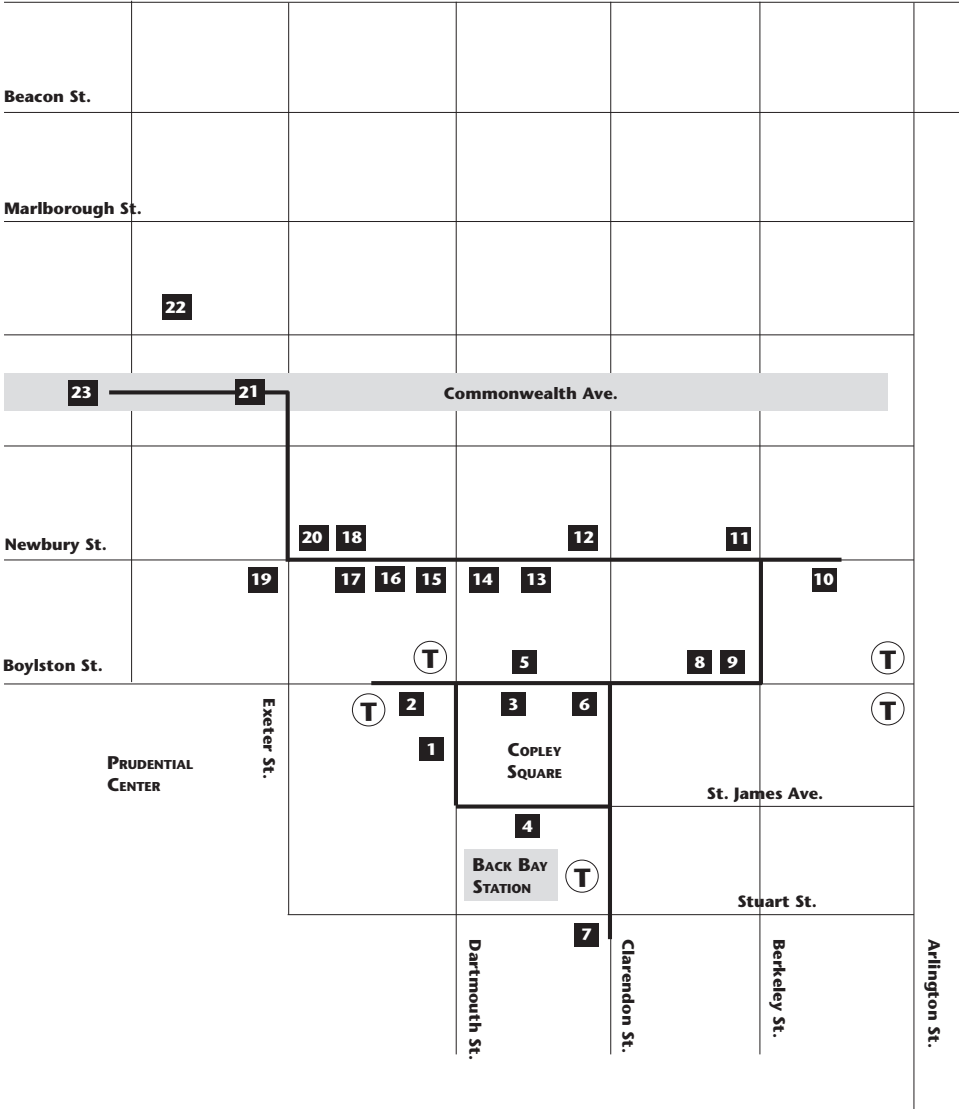 Beacon St.
Marlborough St.
22
23
21
Commonwealth Ave.
20
18
12
11
Newbury St.
19
17
16
15
14
13
10
T
5
8
9
T
Boylston St.
T
2
3
6
T
Exeter St.
1
Copley
Square
Prudential
Center
St. James Ave.
4
Back Bay
Station
T
Stuart St.
7
Dartmouth St.
Clarendon St.
Berkeley St.
Arlington St.